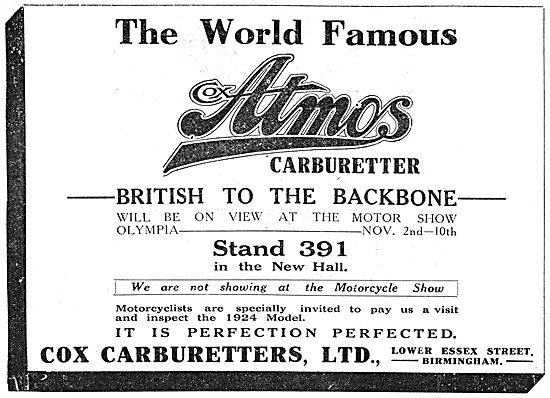 The World Famous
Cox Atmos
CARBURETTER
BRITISH TO THE BACKBONE
WILL BE ON VIEW AT THE MOTOR SHOW
OLYMPIA — NOV. 2nd—10th
Stand 391
in the New Hall.
We are not showing at the Motorcycle Show
Motorcyclists are specially invited to pay us a visit
and inspect the 1924 Model.
IT IS PERFECTION PERFECTED.
COX CARBURETTERS, LTD., LOWER ESSEX STREET,
BIRMINGHAM.